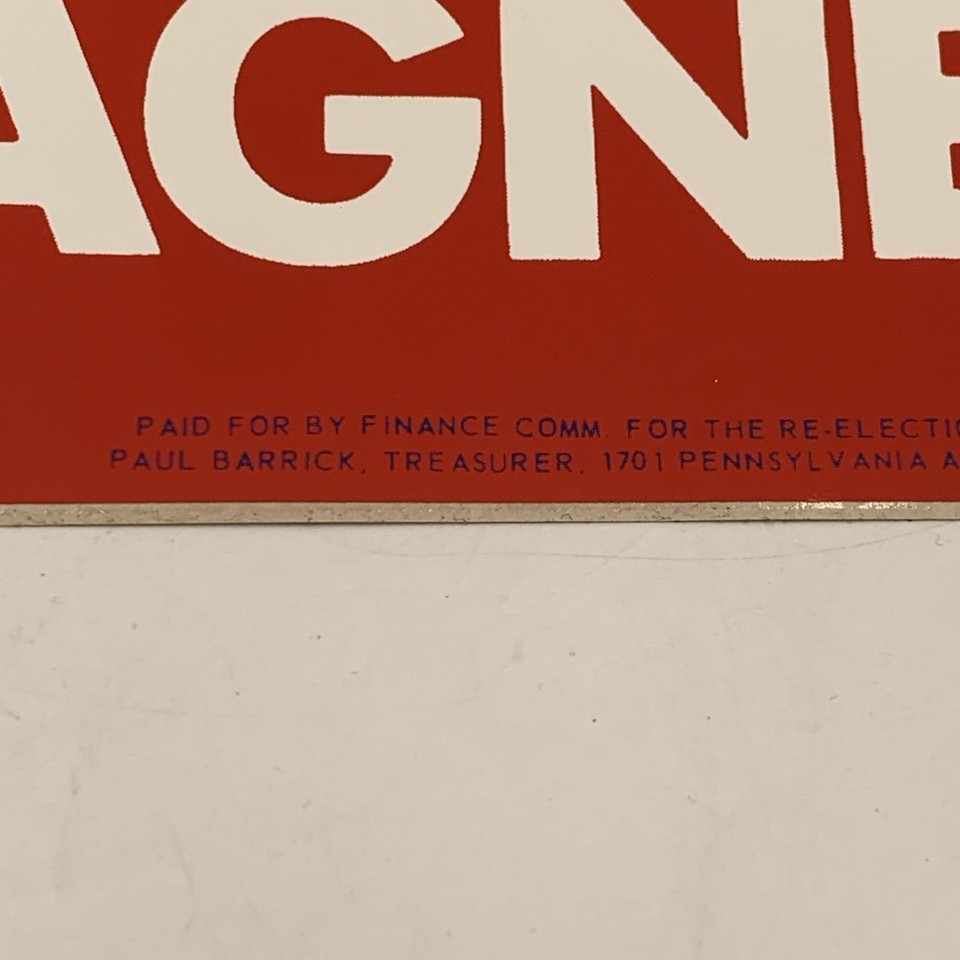 AGNE
PAID FOR BY FINANCE COMM. FOR THE RE-ELECTIO
PAUL BARRICK, TREASURER, 1701 PENNSYLVANIA A